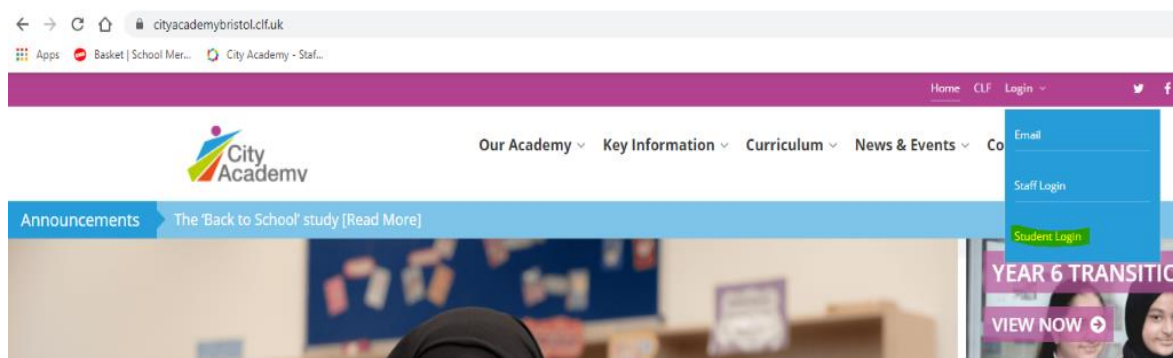 cityacademybristol.clf.uk
Apps Basket | School Mer... City Academy - Staf...
Home CLF Login
Our Academy Key Information Curriculum News & Events Co
City
Academy
Email
Staff Login
Student Login
Announcements The ‘Back to School’ study [Read More]
YEAR 6 TRANSITIO
VIEW NOW